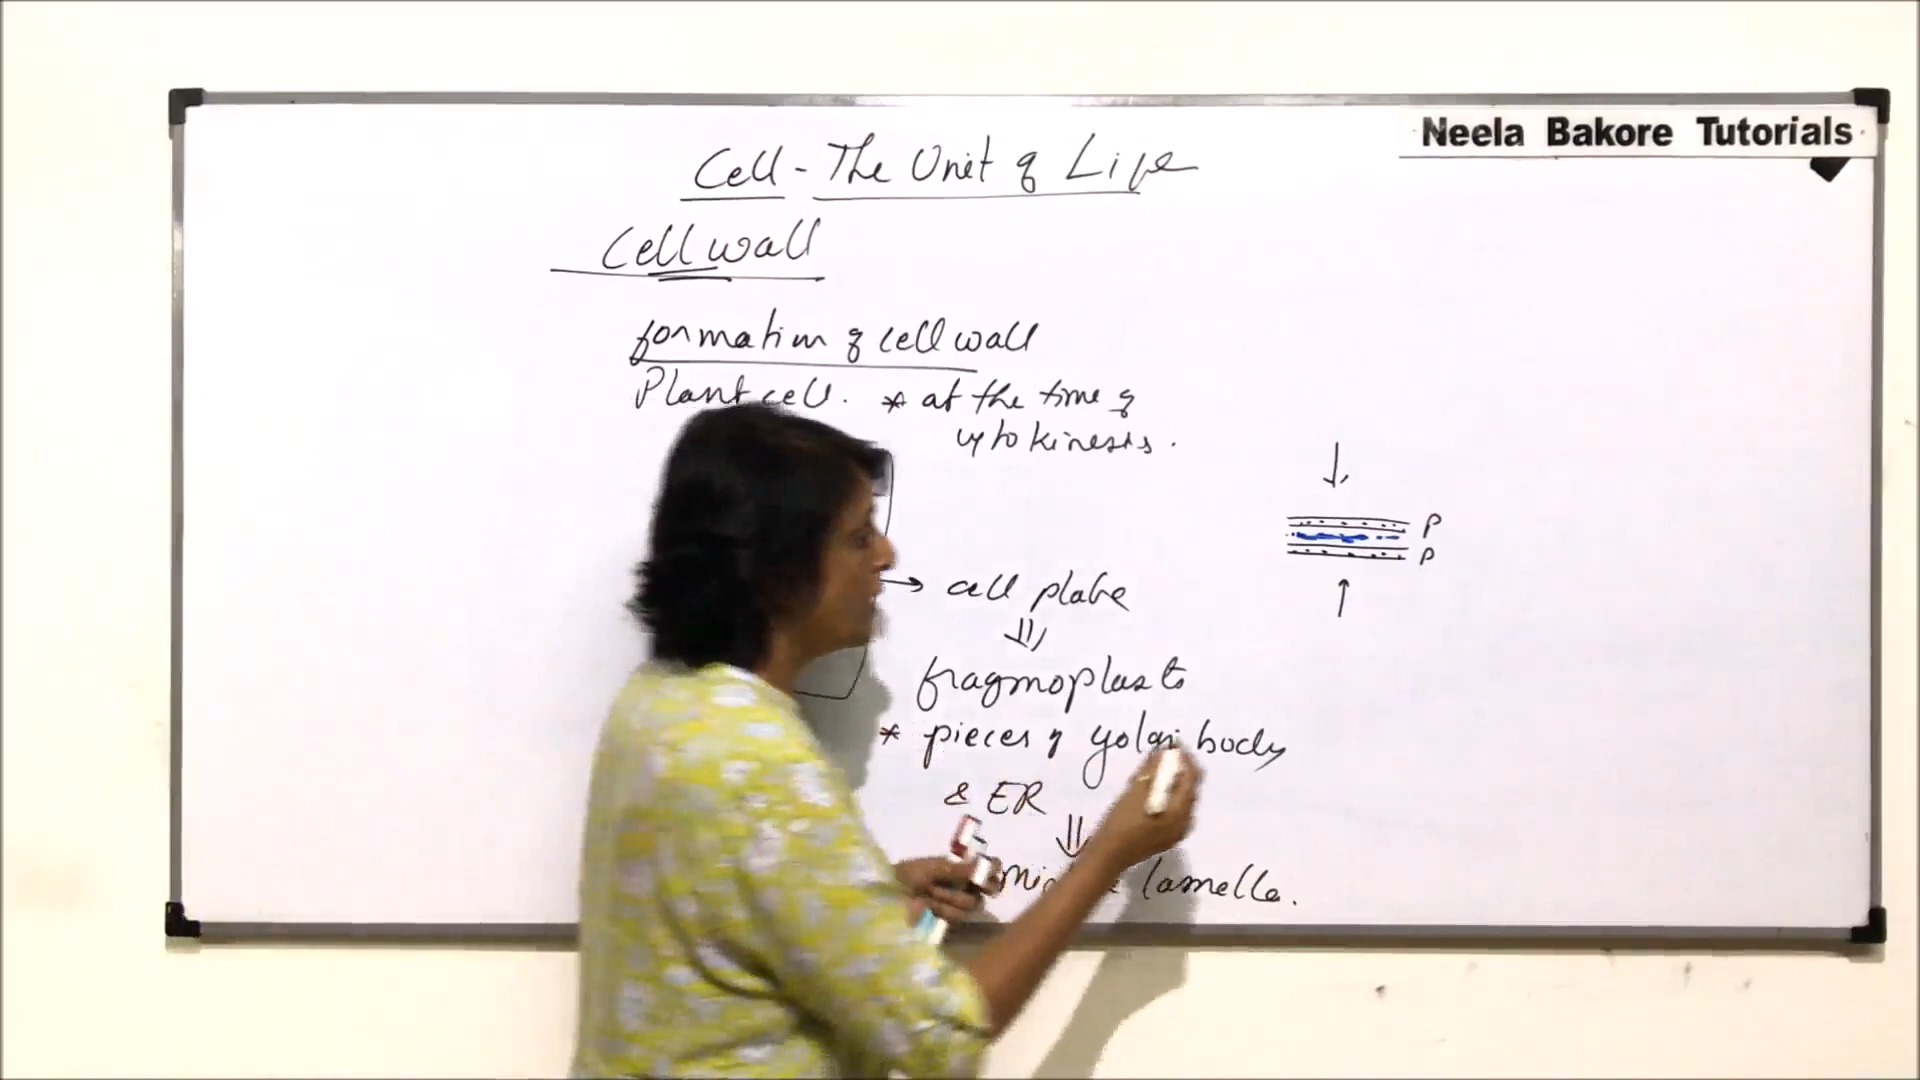 Neela Bakore Tutorials
Cell - The Unit of Life
Cell wall
formation of cell wall
Plant cell. * at the time of
cytokinesis.
P
P
cell plate
fragmoplasts
* pieces of golgi body
& ER
lamella.